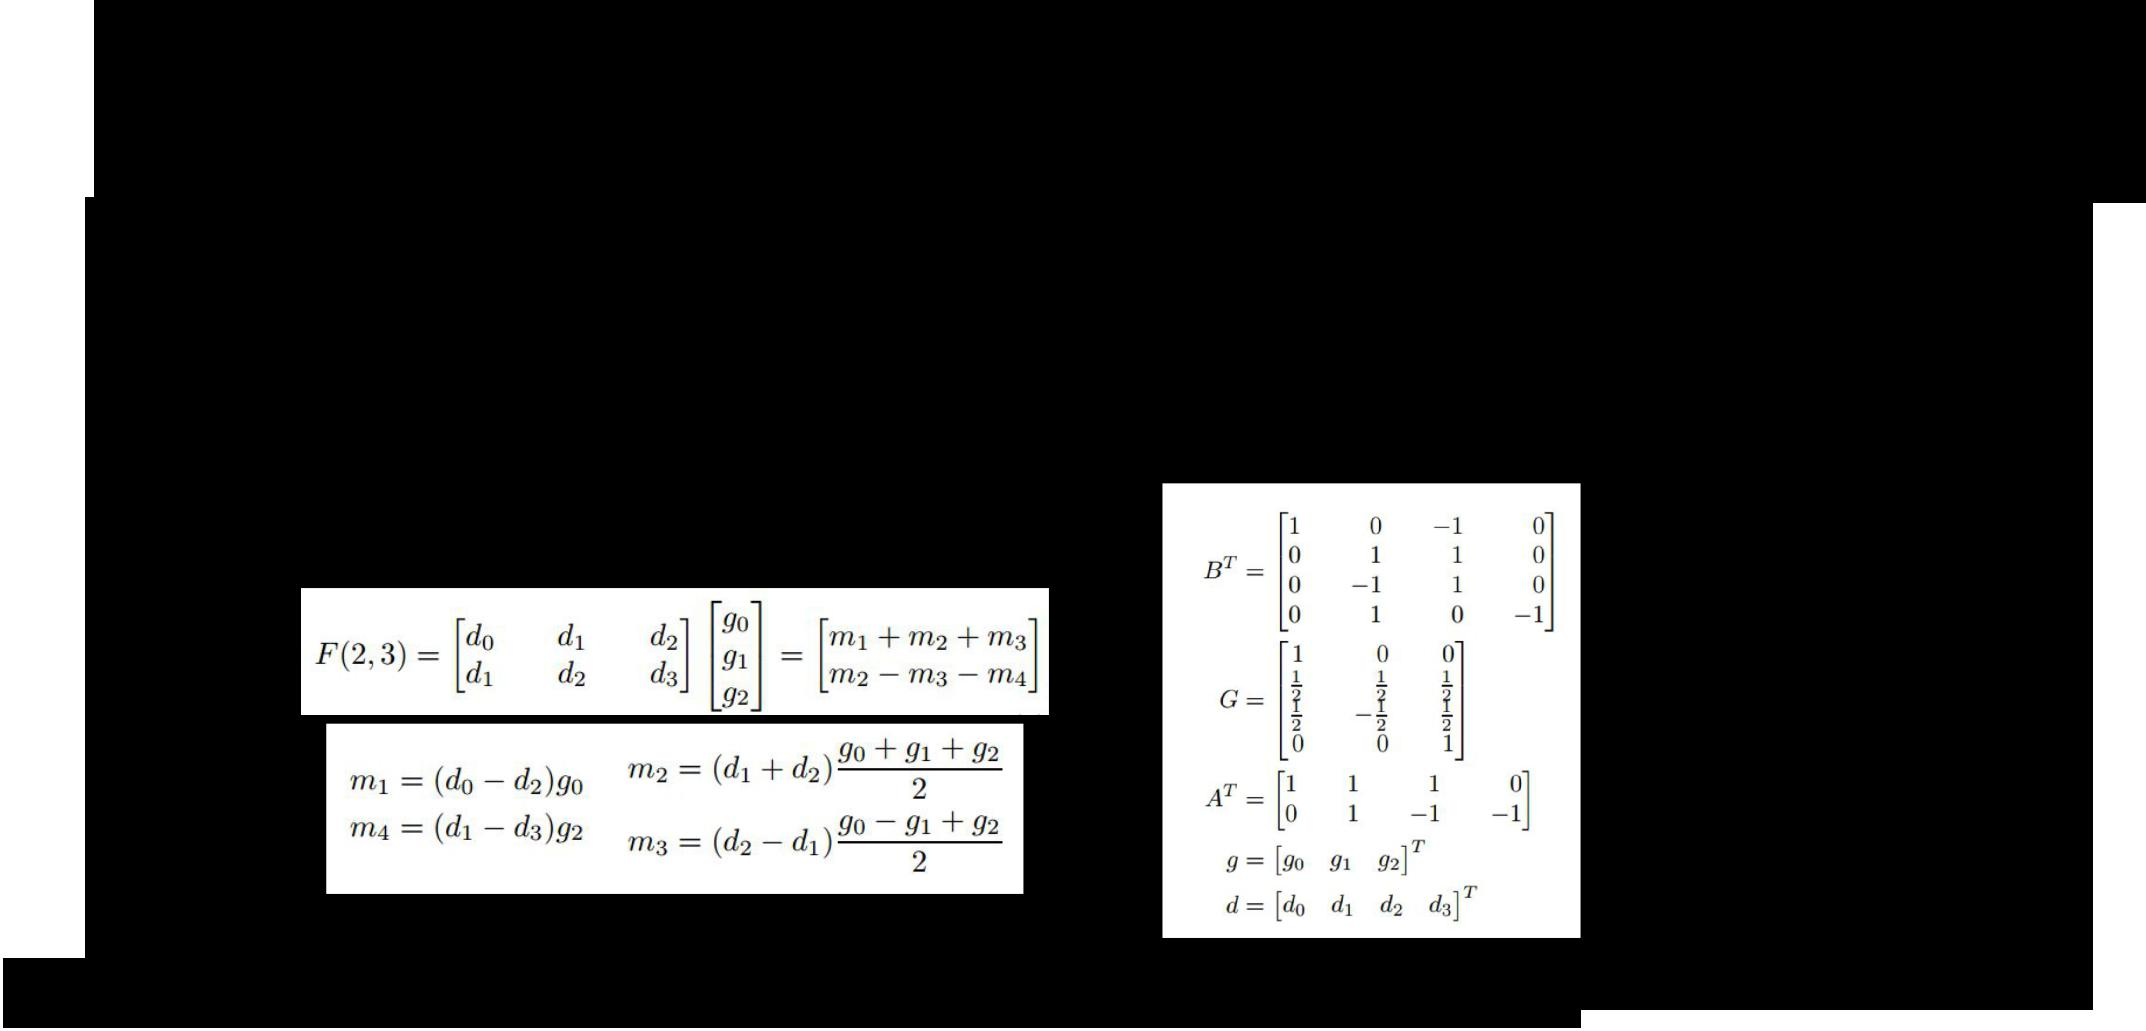 F(2,3) = [d0 d1 d2; d1 d2 d3] [g0; g1; g2] = [m1 + m2 + m3; m2 − m3 − m4]
m1 = (d0 − d2)g0
m2 = (d1 + d2) (g0 + g1 + g2)/2
m4 = (d1 − d3)g2
m3 = (d2 − d1) (g0 − g1 + g2)/2
B^T = [1 0 −1 0; 0 1 1 0; 0 −1 1 0; 0 1 0 −1]
G = [1 0 0; 1/2 1/2 1/2; 1/2 −1/2 1/2; 0 0 1]
A^T = [1 1 1 0; 0 1 −1 −1]
g = [g0 g1 g2]^T
d = [d0 d1 d2 d3]^T